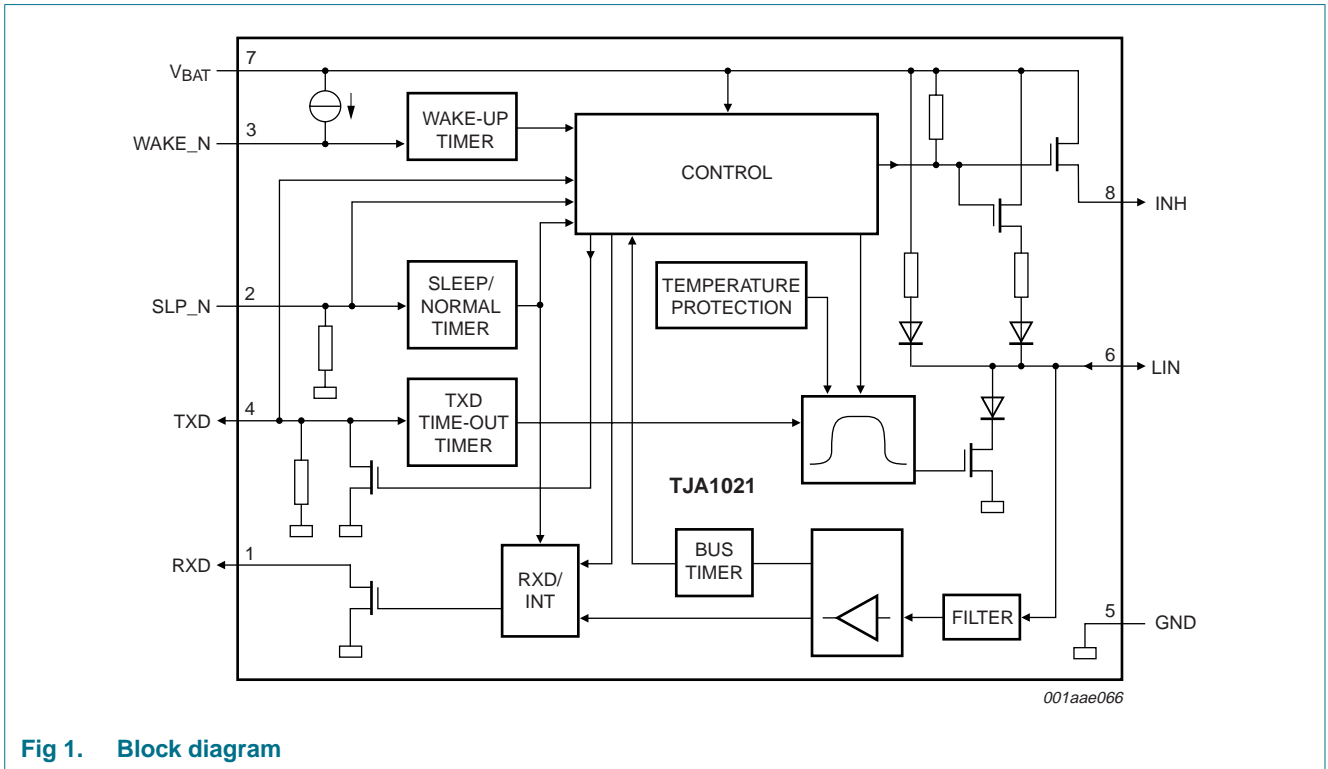 7
VBAT
3
WAKE_N
WAKE-UP
TIMER
CONTROL
8
INH
2
SLP_N
SLEEP/
NORMAL
TIMER
TEMPERATURE
PROTECTION
6
LIN
4
TXD
TXD
TIME-OUT
TIMER
TJA1021
1
RXD
RXD/
INT
BUS
TIMER
FILTER
5
GND
001aae066
Fig 1. Block diagram